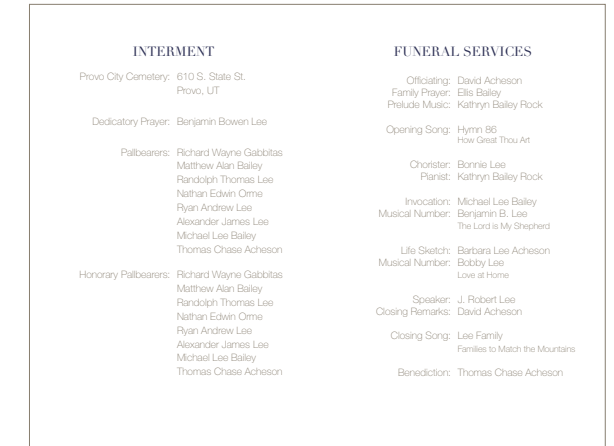 INTERMENT
Provo City Cemetery: 610 S. State St.
Provo, UT
Dedicatory Prayer: Benjamin Bowen Lee
Pallbearers: Richard Wayne Gabbitas
Matthew Alan Bailey
Randolph Thomas Lee
Nathan Edwin Orme
Ryan Andrew Lee
Alexander James Lee
Michael Lee Bailey
Thomas Chase Acheson
Honorary Pallbearers: Richard Wayne Gabbitas
Matthew Alan Bailey
Randolph Thomas Lee
Nathan Edwin Orme
Ryan Andrew Lee
Alexander James Lee
Michael Lee Bailey
Thomas Chase Acheson
FUNERAL SERVICES
Officiating: David Acheson
Family Prayer: Ellis Bailey
Prelude Music: Kathryn Bailey Rock
Opening Song: Hymn 86
How Great Thou Art
Chorister: Bonnie Lee
Pianist: Kathryn Bailey Rock
Invocation: Michael Lee Bailey
Musical Number: Benjamin B. Lee
The Lord is My Shepherd
Life Sketch: Barbara Lee Acheson
Musical Number: Bobby Lee
Love at Home
Speaker: J. Robert Lee
Closing Remarks: David Acheson
Closing Song: Lee Family
Families to Match the Mountains
Benediction: Thomas Chase Acheson